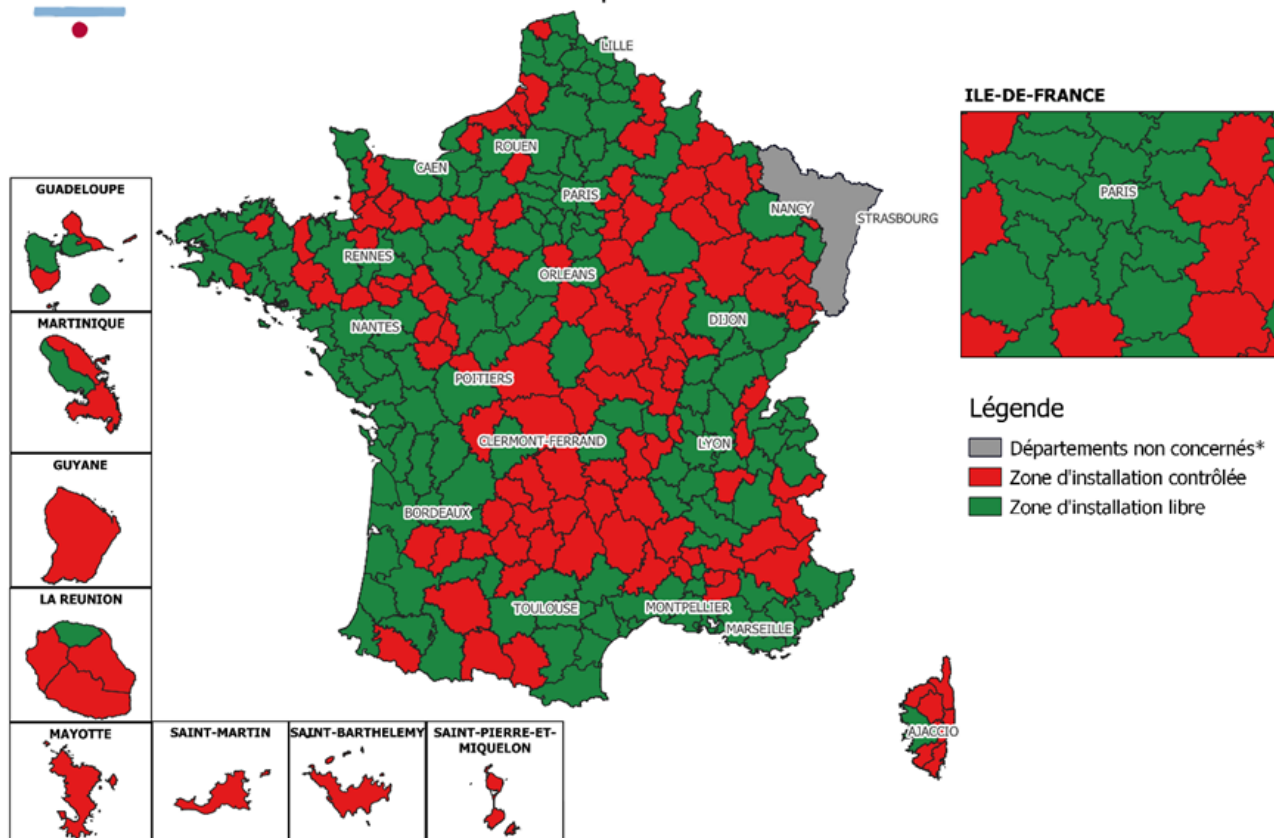 LILLE
ILE-DE-FRANCE
ROUEN
CAEN
PARIS
PARIS
GUADELOUPE
NANCY
STRASBOURG
RENNES
ORLEANS
MARTINIQUE
NANTES
DIJON
POITIERS
Légende
CLERMONT-FERRAND
LYON
Départements non concernés*
GUYANE
Zone d'installation contrôlée
Zone d'installation libre
BORDEAUX
LA REUNION
TOULOUSE
MONTPELLIER
MARSEILLE
MAYOTTE
SAINT-MARTIN
SAINT-BARTHELEMY
SAINT-PIERRE-ET-
MIQUELON
AJACCIO